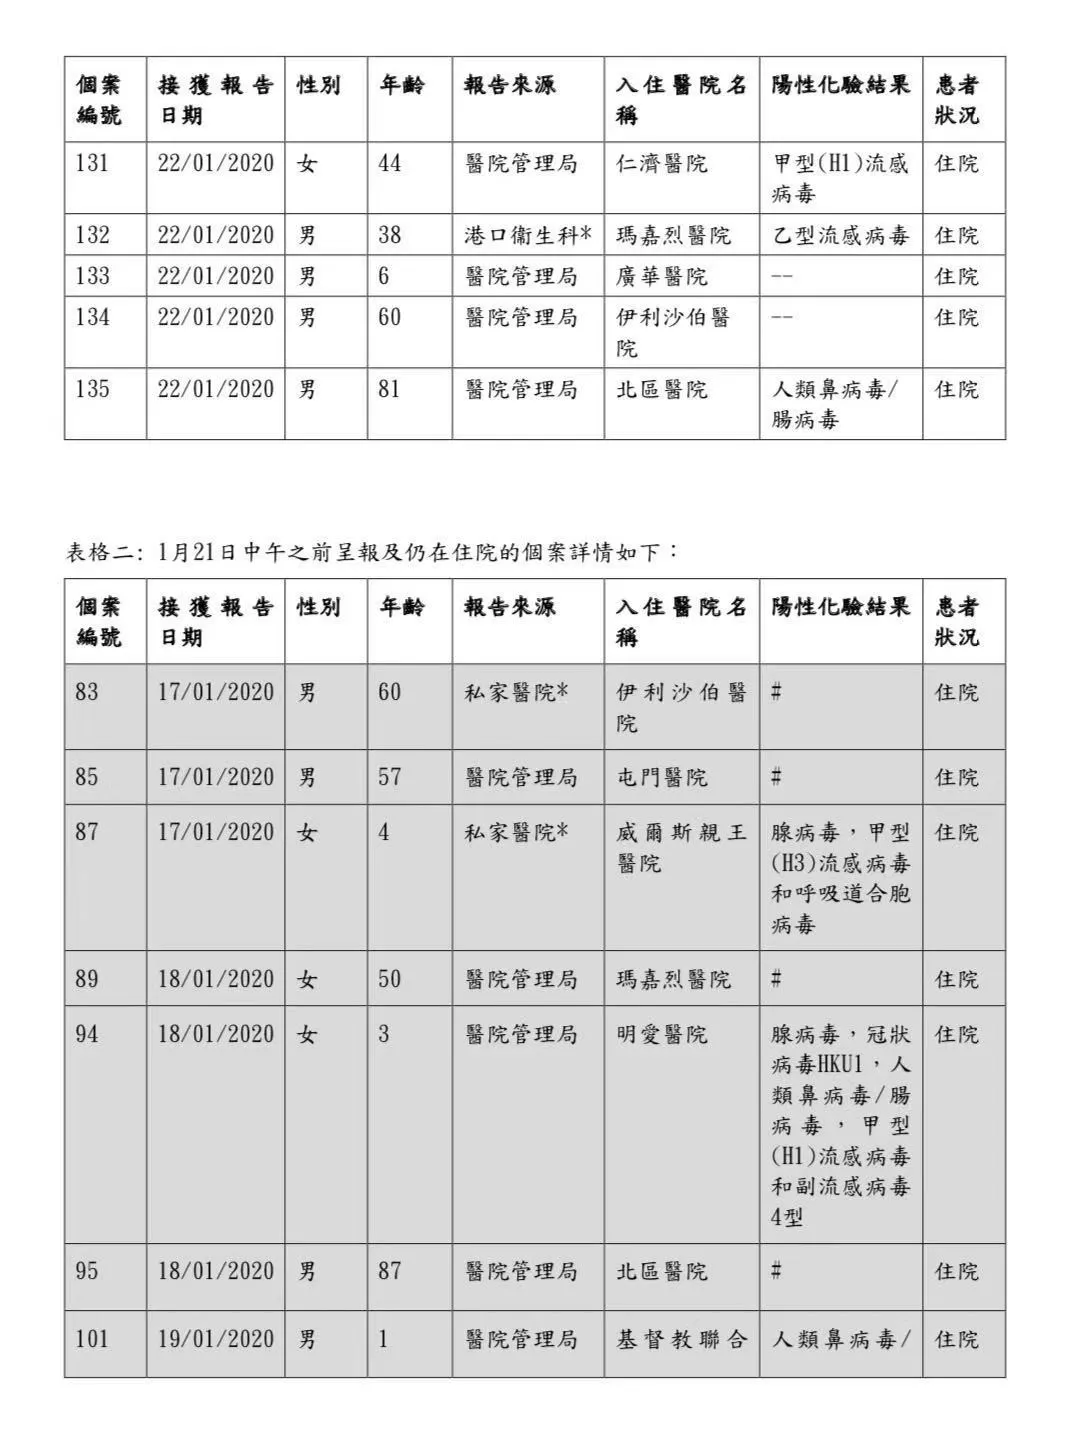 個案編號 接獲報告日期 性別 年齡 報告來源 入住醫院名稱 陽性化驗結果 患者狀況
131 22/01/2020 女 44 醫院管理局 仁濟醫院 甲型(H1)流感病毒 住院
132 22/01/2020 男 38 港口衞生科* 瑪嘉烈醫院 乙型流感病毒 住院
133 22/01/2020 男 6 醫院管理局 廣華醫院 -- 住院
134 22/01/2020 男 60 醫院管理局 伊利沙伯醫院 -- 住院
135 22/01/2020 男 81 醫院管理局 北區醫院 人類鼻病毒/腸病毒 住院
表格二: 1月21日中午之前呈報及仍在住院的個案詳情如下：
個案編號 接獲報告日期 性別 年齡 報告來源 入住醫院名稱 陽性化驗結果 患者狀況
83 17/01/2020 男 60 私家醫院* 伊利沙伯醫院 # 住院
85 17/01/2020 男 57 醫院管理局 屯門醫院 # 住院
87 17/01/2020 女 4 私家醫院* 威爾斯親王醫院 腺病毒，甲型(H3)流感病毒和呼吸道合胞病毒 住院
89 18/01/2020 女 50 醫院管理局 瑪嘉烈醫院 # 住院
94 18/01/2020 女 3 醫院管理局 明愛醫院 腺病毒，冠狀病毒HKU1，人類鼻病毒/腸病毒，甲型(H1)流感病毒和副流感病毒4型 住院
95 18/01/2020 男 87 醫院管理局 北區醫院 # 住院
101 19/01/2020 男 1 醫院管理局 基督教聯合 人類鼻病毒/ 住院